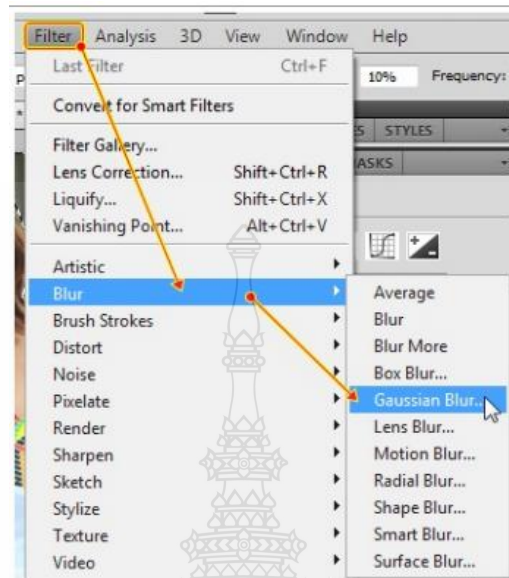 Filter Analysis 3D View Window Help
Last Filter Ctrl+F
10% Frequency:
Convert for Smart Filters
STYLES
Filter Gallery...
Lens Correction... Shift+Ctrl+R
Liquify... Shift+Ctrl+X
Vanishing Point... Alt+Ctrl+V
Artistic
Blur
Brush Strokes
Distort
Noise
Pixelate
Render
Sharpen
Sketch
Stylize
Texture
Video
Average
Blur
Blur More
Box Blur...
Gaussian Blur...
Lens Blur...
Motion Blur...
Radial Blur...
Shape Blur...
Smart Blur...
Surface Blur...